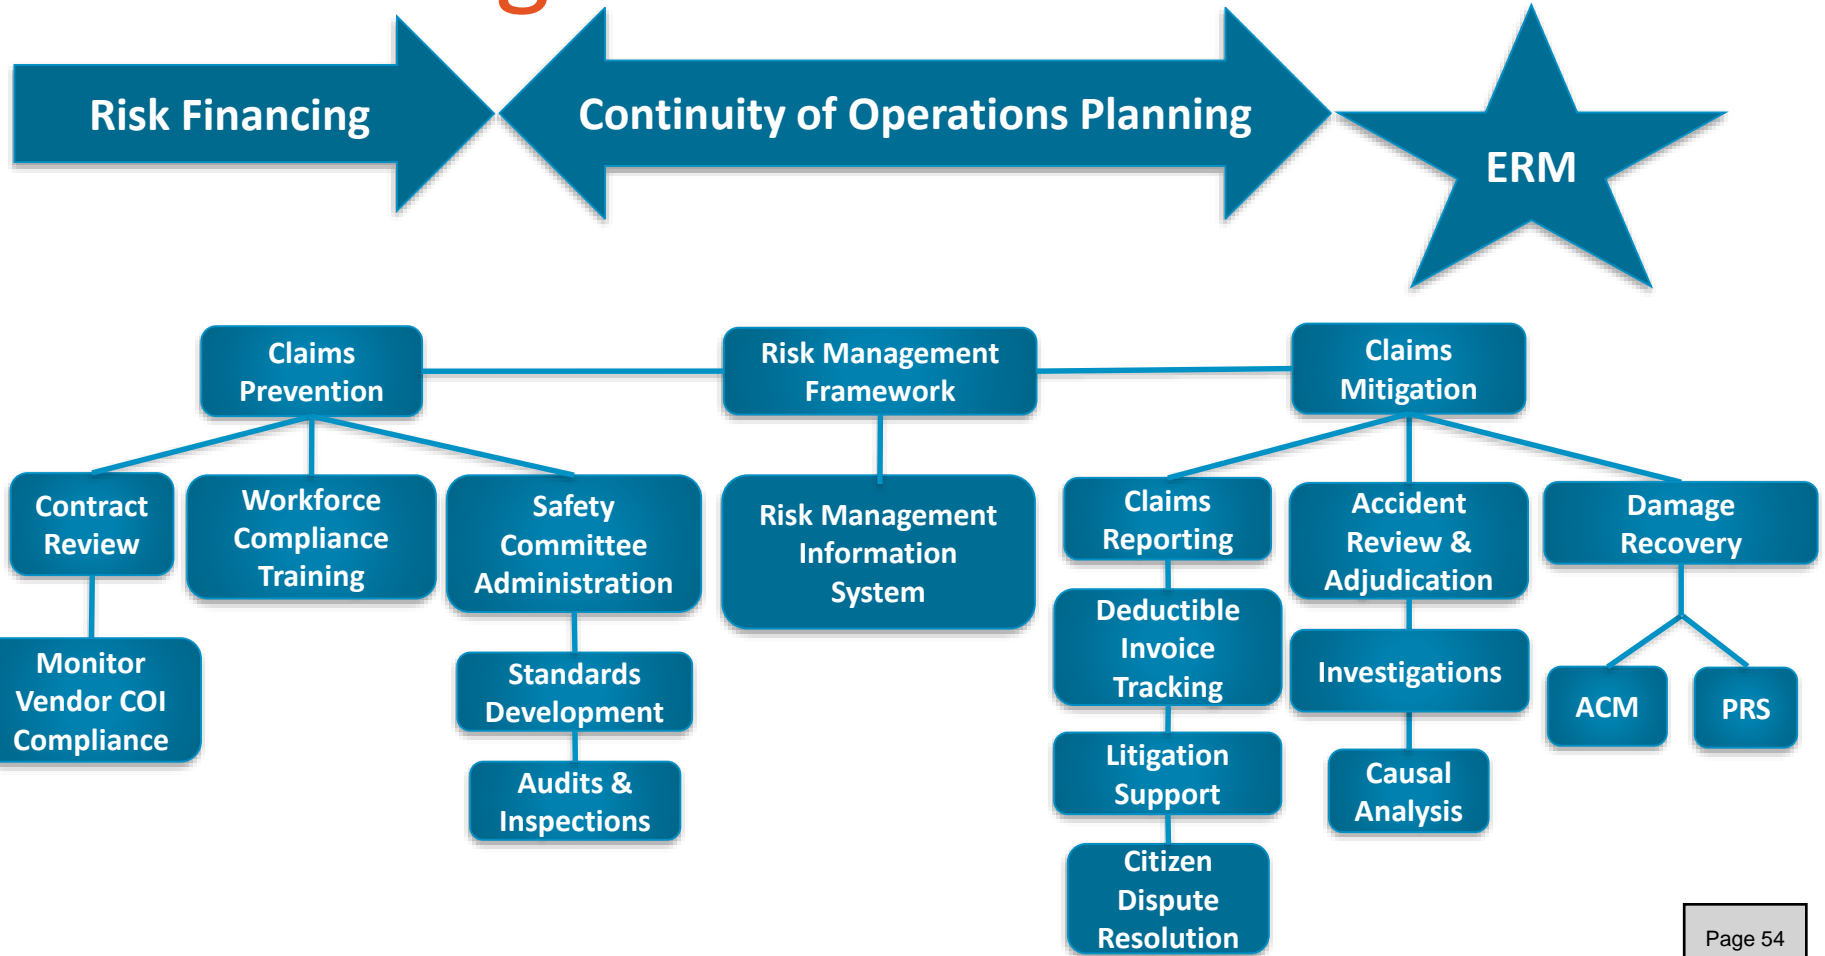 Risk Financing
Continuity of Operations Planning
ERM
Claims
Prevention
Risk Management
Framework
Claims
Mitigation
Contract
Review
Workforce
Compliance
Training
Safety
Committee
Administration
Risk Management
Information
System
Claims
Reporting
Accident
Review &
Adjudication
Damage
Recovery
Monitor
Vendor COI
Compliance
Standards
Development
Audits &
Inspections
Deductible
Invoice
Tracking
Litigation
Support
Citizen
Dispute
Resolution
Investigations
Causal
Analysis
ACM
PRS
Page 54